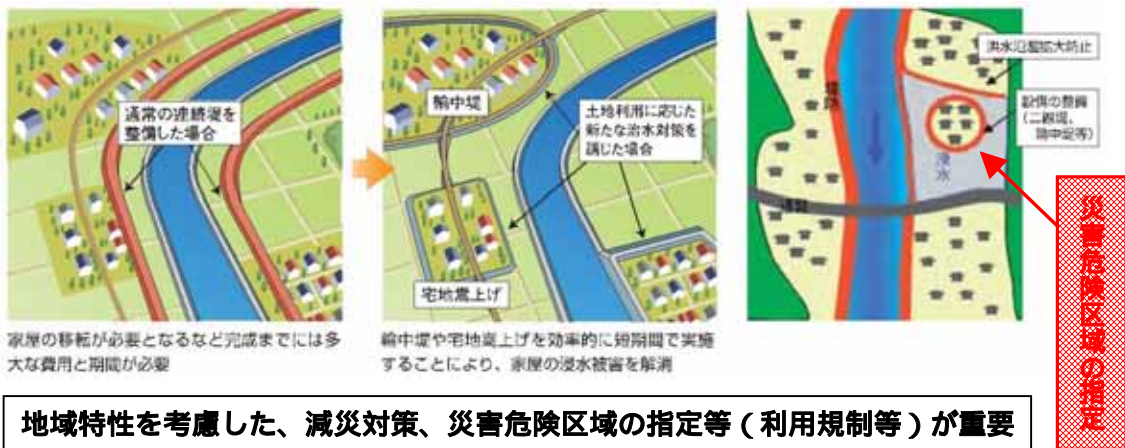 通常の連続堤を
整備した場合
輪中堤
土地利用に応じた
新たな治水対策を
講じた場合
宅地嵩上げ
洪水氾濫拡大防止
設備の整備
(二線堤、
輪中堤等)
堤防
浸水
道路
災害危険区域の指定
家屋の移転が必要となるなど完成までには多
大な費用と期間が必要
輪中堤や宅地嵩上げを効率的に短期間で実施
することにより、家屋の浸水被害を解消
地域特性を考慮した、減災対策、災害危険区域の指定等(利用規制等)が重要